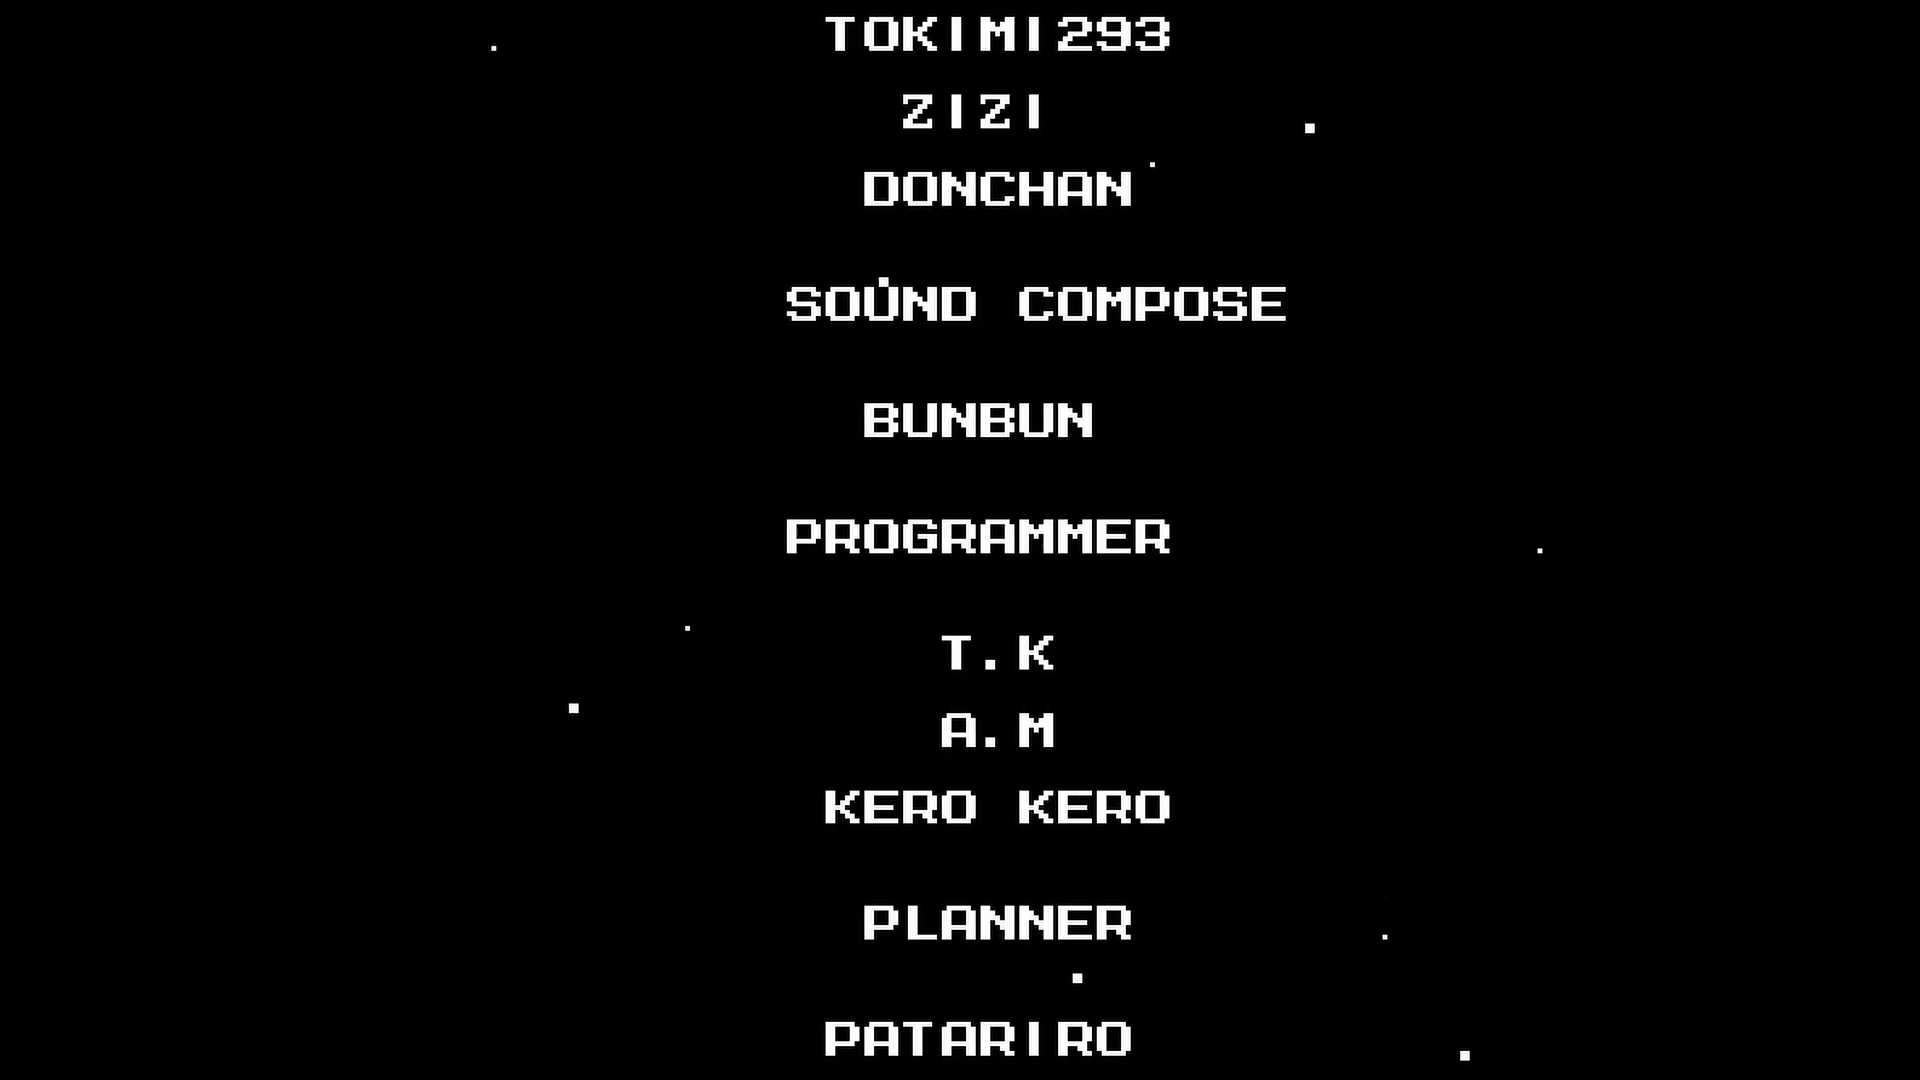 TOKIMI293
ZIZI
DONCHAN
SOUND COMPOSE
BUNBUN
PROGRAMMER
T.K
A.M
KERO KERO
PLANNER
PATARIRO